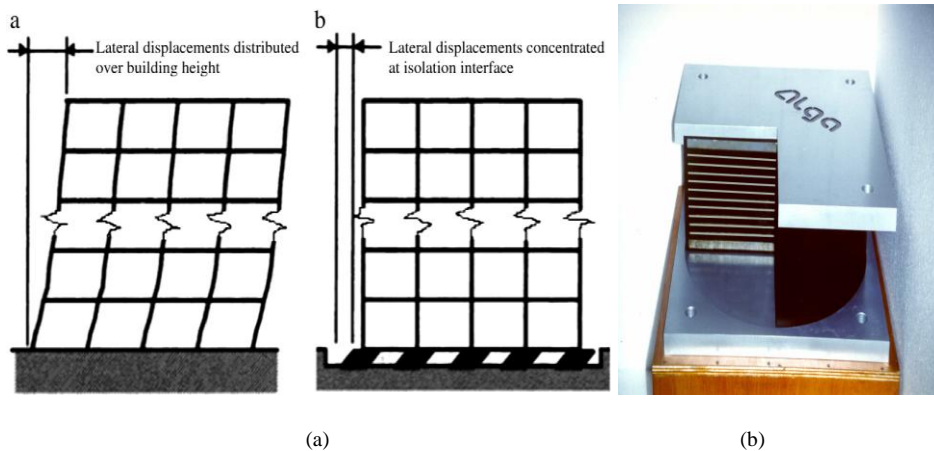 a
Lateral displacements distributed
over building height
b
Lateral displacements concentrated
at isolation interface
alga
(a)
(b)